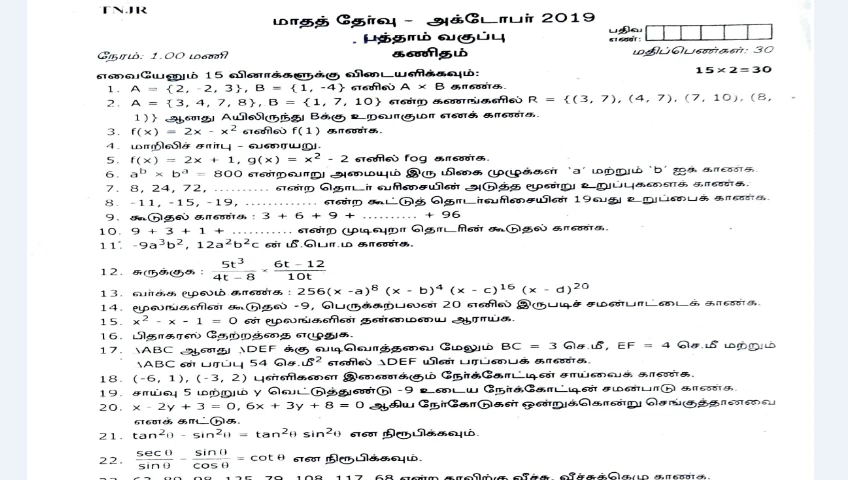 TNJR
மாதத் தேர்வு - அக்டோபர் 2019
பத்தாம் வகுப்பு
பதிவு எண்:
நேரம்: 1.00 மணி
கணிதம்
மதிப்பெண்கள்: 30
எவையேனும் 15 வினாக்களுக்கு விடையளிக்கவும்:
15×2=30
1. A = {2, -2, 3}, B = {1, -4} எனில் A × B காண்க.
2. A = {3, 4, 7, 8}, B = {1, 7, 10} என்ற கணங்களில் R = {(3, 7), (4, 7), (7, 10), (8,
1)} ஆனது Aயிலிருந்து Bக்கு உறவாகுமா எனக் காண்க.
3. f(x) = 2x - x² எனில் f(1) காண்க.
4. மாறிலிச் சார்பு - வரையறு.
5. f(x) = 2x + 1, g(x) = x² - 2 எனில் fog காண்க.
6. aᵇ × bᵃ = 800 என்றவாறு அமையும் இரு மிகை முழுக்கள் 'a' மற்றும் 'b' ஐக் காண்க.
7. 8, 24, 72, .......... என்ற தொடர் வரிசையின் அடுத்த மூன்று உறுப்புகளைக் காண்க.
8. -11, -15, -19, ............. என்ற கூட்டுத் தொடர்வரிசையின் 19வது உறுப்பைக் காண்க.
9. கூடுதல் காண்க : 3 + 6 + 9 + .......... + 96
10. 9 + 3 + 1 + ........... என்ற முடிவுறா தொடரின் கூடுதல் காண்க.
11. -9a³b², 12a²b²c ன் மீ.பொ.ம காண்க.
12. சுருக்குக : 5t³/(4t - 8) × (6t - 12)/10t
13. வர்க்க மூலம் காண்க : 256(x -a)⁸ (x - b)⁴ (x - c)¹⁶ (x - d)²⁰
14. மூலங்களின் கூடுதல் -9, பெருக்கற்பலன் 20 எனில் இருபடிச் சமன்பாட்டைக் காண்க.
15. x² - x - 1 = 0 ன் மூலங்களின் தன்மையை ஆராய்க.
16. பிதாகரஸ் தேற்றத்தை எழுதுக.
17. \ABC ஆனது \DEF க்கு வடிவொத்தவை மேலும் BC = 3 செ.மீ, EF = 4 செ.மீ மற்றும்
\ABC ன் பரப்பு 54 செ.மீ² எனில் \DEF யின் பரப்பைக் காண்க.
18. (-6, 1), (-3, 2) புள்ளிகளை இணைக்கும் நேர்க்கோட்டின் சாய்வைக் காண்க.
19. சாய்வு 5 மற்றும் y வெட்டுத்துண்டு -9 உடைய நேர்க்கோட்டின் சமன்பாடு காண்க.
20. x - 2y + 3 = 0, 6x + 3y + 8 = 0 ஆகிய நேர்கோடுகள் ஒன்றுக்கொன்று செங்குத்தானவை
எனக் காட்டுக.
21. tan²θ - sin²θ = tan²θ sin²θ என நிரூபிக்கவும்.
22. secθ/sinθ - sinθ/cosθ = cotθ என நிரூபிக்கவும்.